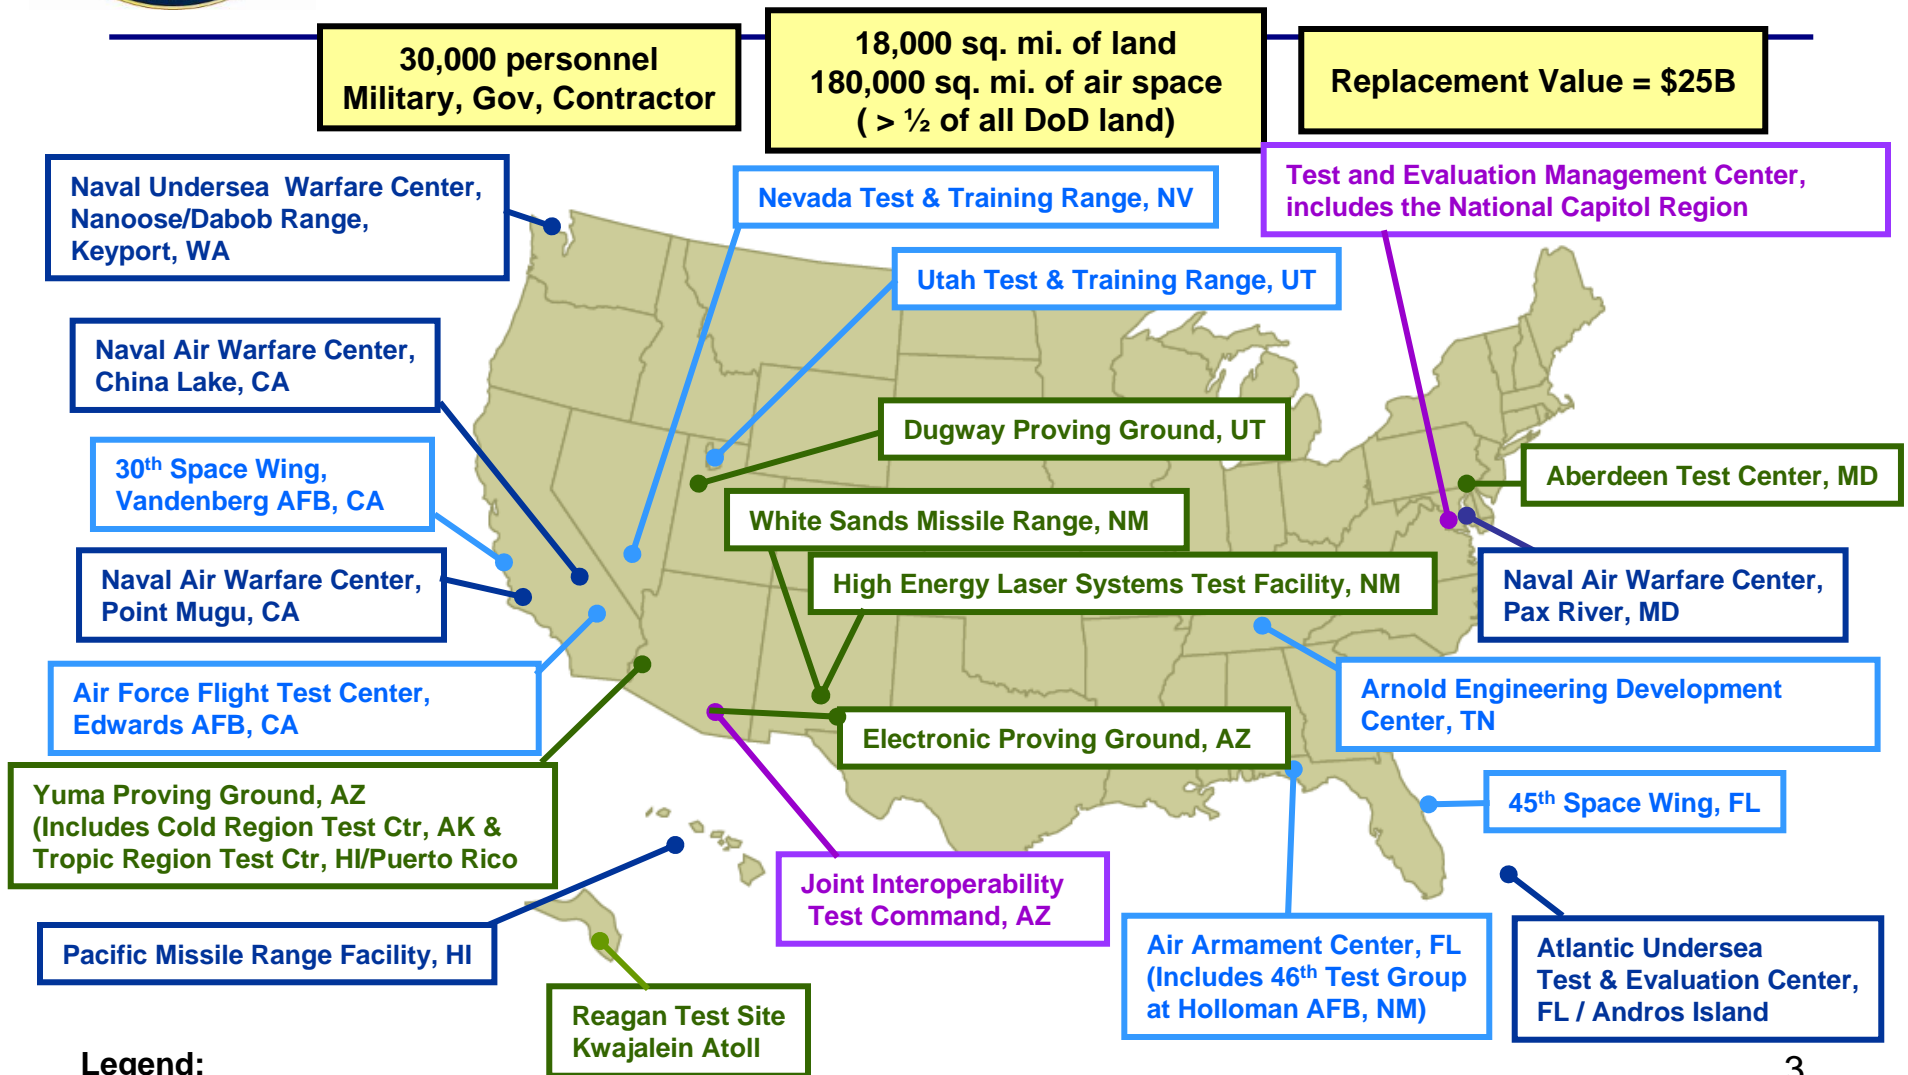 30,000 personnel
Military, Gov, Contractor
18,000 sq. mi. of land
180,000 sq. mi. of air space
( > ½ of all DoD land)
Replacement Value = $25B
Naval Undersea Warfare Center,
Nanoose/Dabob Range,
Keyport, WA
Nevada Test & Training Range, NV
Test and Evaluation Management Center,
includes the National Capitol Region
Utah Test & Training Range, UT
Naval Air Warfare Center,
China Lake, CA
Dugway Proving Ground, UT
30th Space Wing,
Vandenberg AFB, CA
Aberdeen Test Center, MD
White Sands Missile Range, NM
Naval Air Warfare Center,
Point Mugu, CA
High Energy Laser Systems Test Facility, NM
Naval Air Warfare Center,
Pax River, MD
Air Force Flight Test Center,
Edwards AFB, CA
Arnold Engineering Development
Center, TN
Electronic Proving Ground, AZ
Yuma Proving Ground, AZ
(Includes Cold Region Test Ctr, AK &
Tropic Region Test Ctr, HI/Puerto Rico
45th Space Wing, FL
Joint Interoperability
Test Command, AZ
Pacific Missile Range Facility, HI
Air Armament Center, FL
(Includes 46th Test Group
at Holloman AFB, NM)
Atlantic Undersea
Test & Evaluation Center,
FL / Andros Island
Reagan Test Site
Kwajalein Atoll
Legend:
3